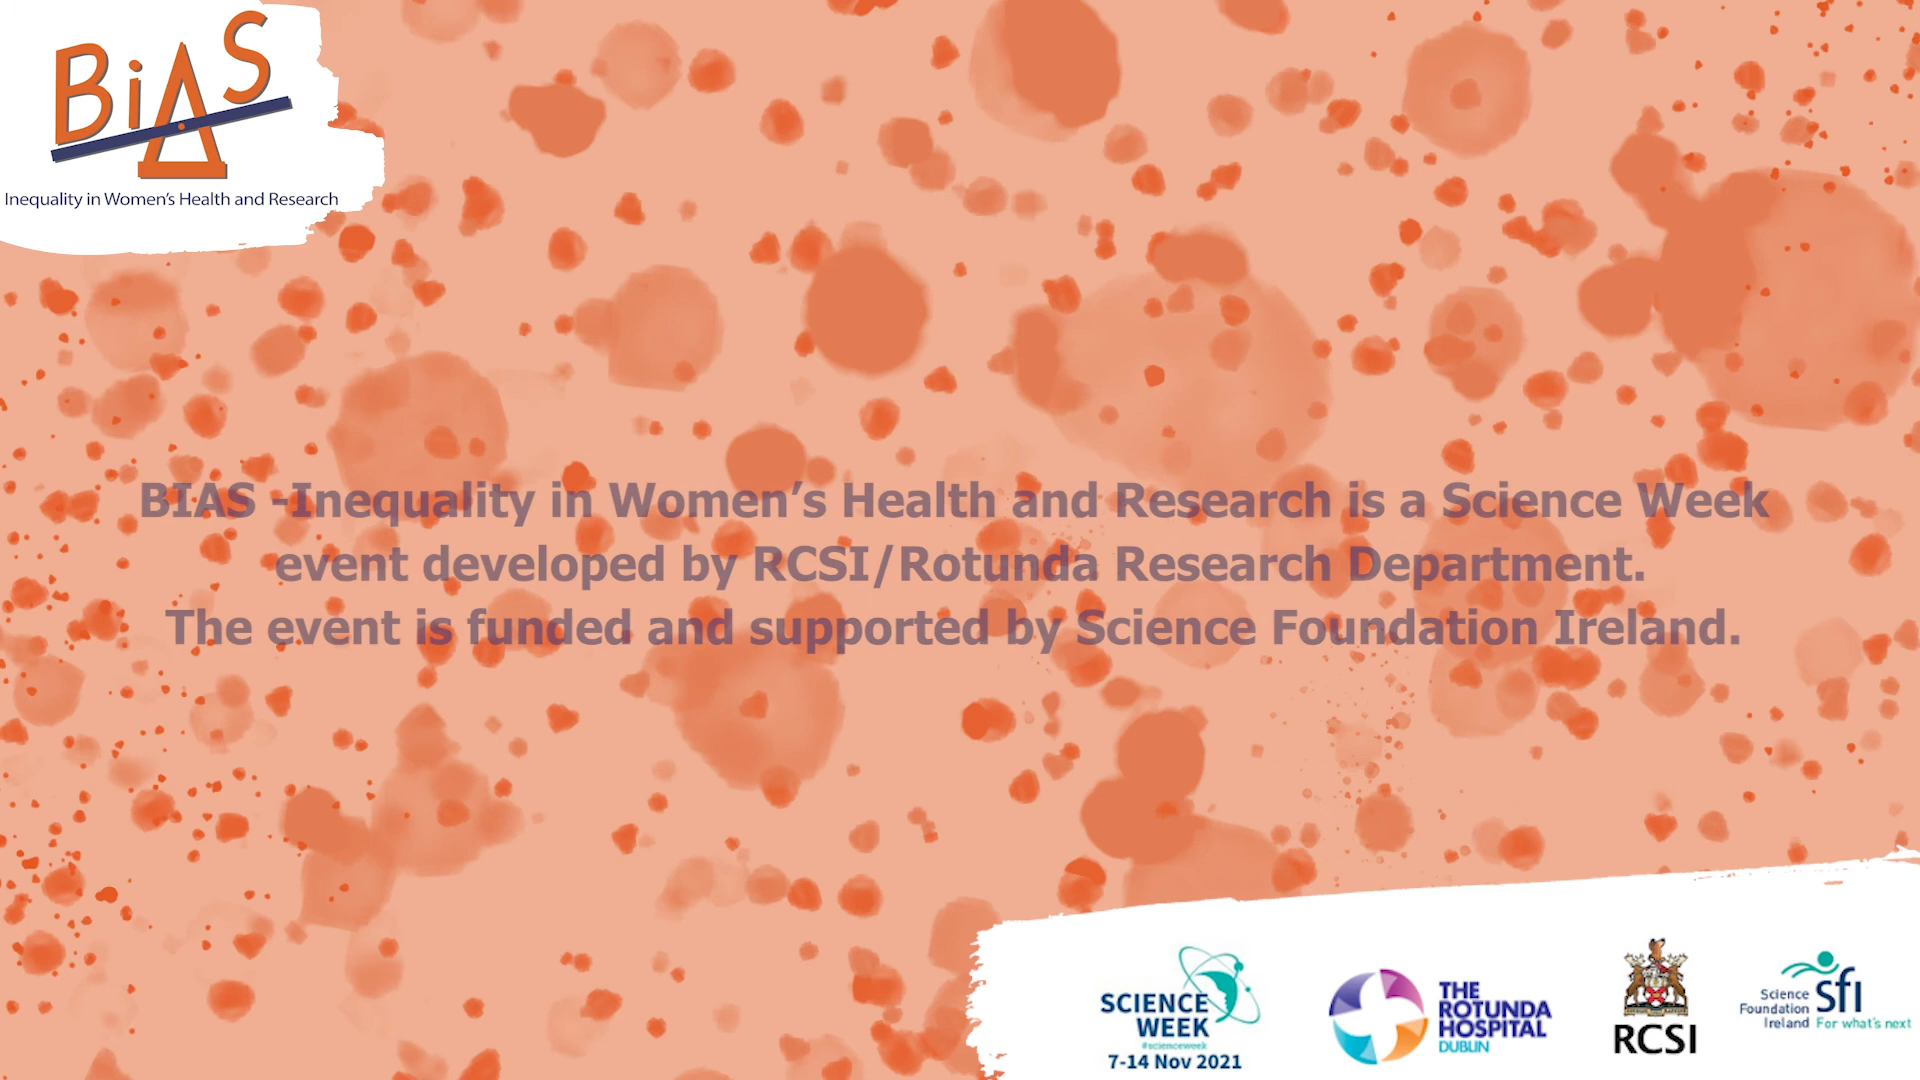 BiAS
Inequality in Women's Health and Research
BIAS -Inequality in Women's Health and Research is a Science Week
event developed by RCSI/Rotunda Research Department.
The event is funded and supported by Science Foundation Ireland.
SCIENCE
WEEK
#scienceweek
7-14 Nov 2021
THE
ROTUNDA
HOSPITAL
DUBLIN
RCSI
Science
Foundation
Ireland
sfi
For what's next